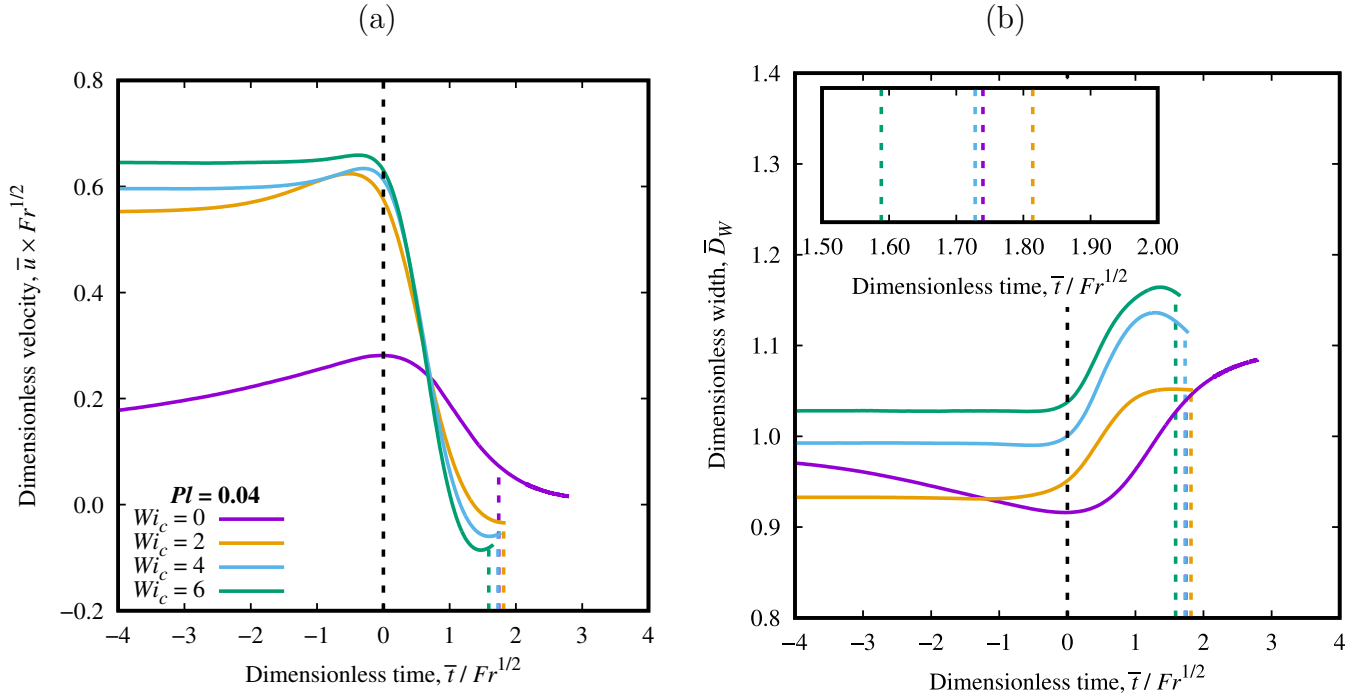 (a)
Dimensionless velocity, u̅ × Fr^{1/2}
0.8
0.6
0.4
0.2
0.0
−0.2
Pl = 0.04
Wi_c = 0
Wi_c = 2
Wi_c = 4
Wi_c = 6
−4 −3 −2 −1 0 1 2 3 4
Dimensionless time, t̅ / Fr^{1/2}
(b)
Dimensionless width, D̅_W
1.4
1.3
1.2
1.1
1.0
0.9
0.8
1.50 1.60 1.70 1.80 1.90 2.00
Dimensionless time, t̅ / Fr^{1/2}
−4 −3 −2 −1 0 1 2 3 4
Dimensionless time, t̅ / Fr^{1/2}